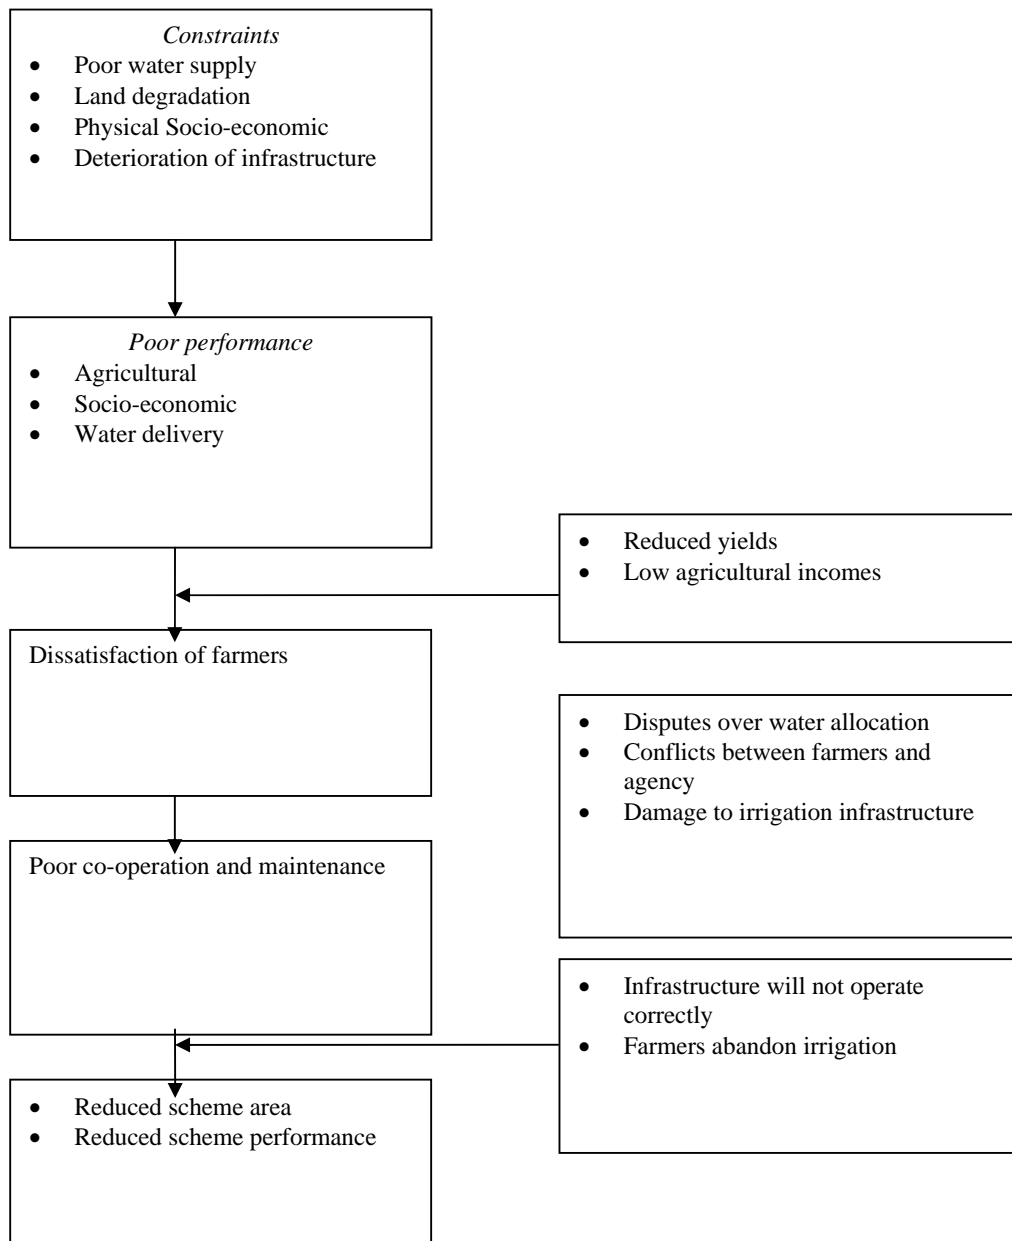 Constraints
• Poor water supply
• Land degradation
• Physical Socio-economic
• Deterioration of infrastructure
Poor performance
• Agricultural
• Socio-economic
• Water delivery
• Reduced yields
• Low agricultural incomes
Dissatisfaction of farmers
• Disputes over water allocation
• Conflicts between farmers and
agency
• Damage to irrigation infrastructure
Poor co-operation and maintenance
• Infrastructure will not operate
correctly
• Farmers abandon irrigation
• Reduced scheme area
• Reduced scheme performance